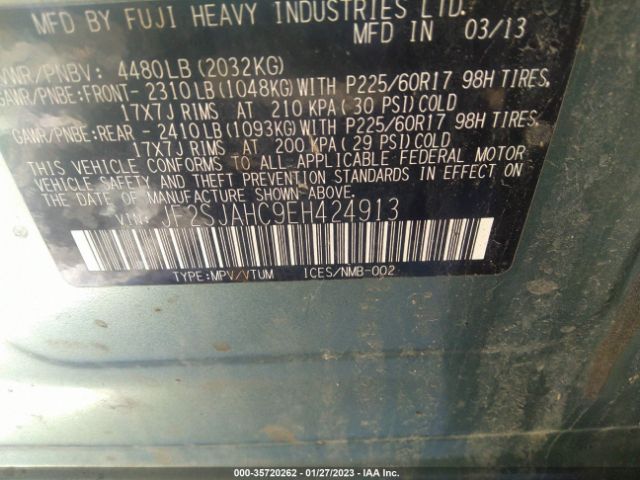 MFD BY FUJI HEAVY INDUSTRIES LTD.
MFD IN 03/13
VWR/PNBV: 4480LB(2032KG)
GAWR/PNBE:FRONT- 2310LB(1048KG)WITH P225/60R17 98H TIRES,
17X7J RIMS AT 210 KPA(30 PSI)COLD
GAWR/PNBE:REAR - 2410LB(1093KG)WITH P225/60R17 98H TIRES,
17X7J RIMS AT 200 KPA(29 PSI)COLD
THIS VEHICLE CONFORMS TO ALL APPLICABLE FEDERAL MOTOR
VEHICLE SAFETY AND THEFT PREVENTION STANDARDS IN EFFECT ON
THE DATE OF MANUFACTURE SHOWN ABOVE.
VIN: JF2SJAHC9EH424913
TYPE:MPV/VTUM ICES/NMB-002
000-35720262 - 01/27/2023 - IAA Inc.